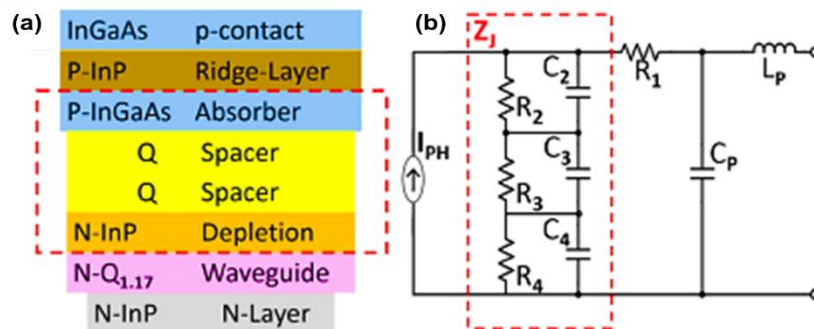 (a)
InGaAs p-contact
P-InP Ridge-Layer
P-InGaAs Absorber
Q Spacer
Q Spacer
N-InP Depletion
N-Q1.17 Waveguide
N-InP N-Layer
(b)
ZJ
C2
R1
LP
R2
IPH
C3
CP
R3
C4
R4